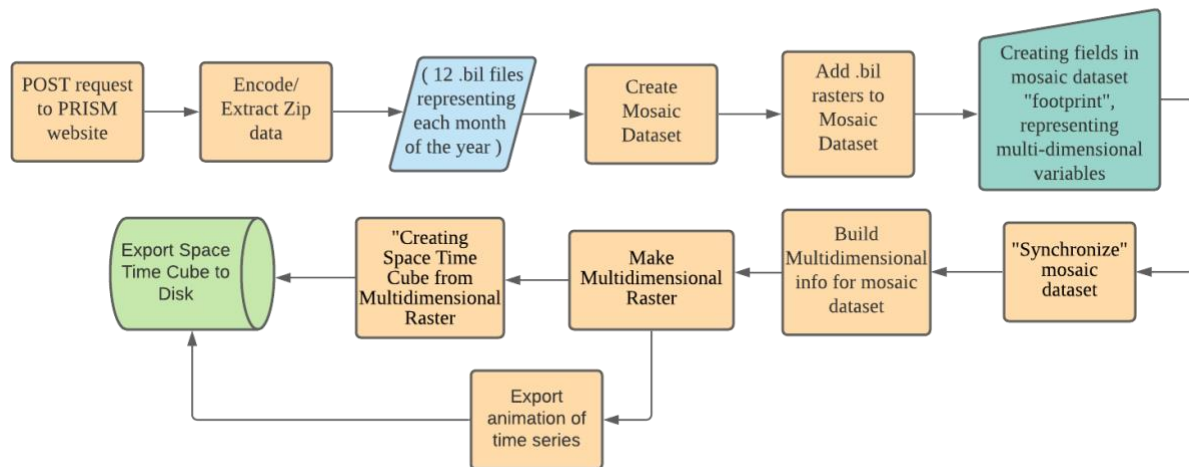 POST request
to PRISM
website
Encode/
Extract Zip
data
( 12 .bil files
representing
each month
of the year )
Create
Mosaic
Dataset
Add .bil
rasters to
Mosaic
Dataset
Creating fields in
mosaic dataset
"footprint",
representing
multi-dimensional
variables
"Synchronize"
mosaic
dataset
Build
Multidimensional
info for mosaic
dataset
Make
Multidimensional
Raster
"Creating
Space Time
Cube from
Multidimensional
Raster
Export Space
Time Cube to
Disk
Export
animation of
time series